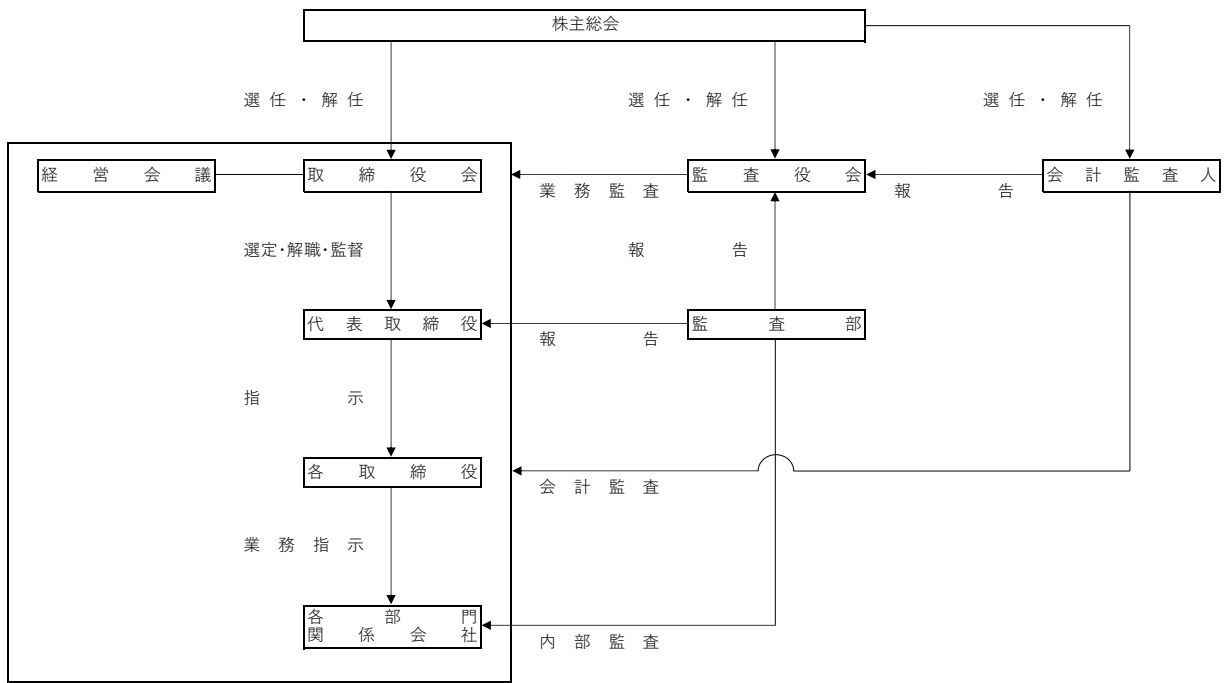 株主総会
選任・解任
選任・解任
選任・解任
経営会議
取締役会
監査役会
会計監査人
業務監査
報告
選定・解職・監督
報告
代表取締役
監査部
報告
指示
各取締役
会計監査
業務指示
各部門
関係会社
内部監査